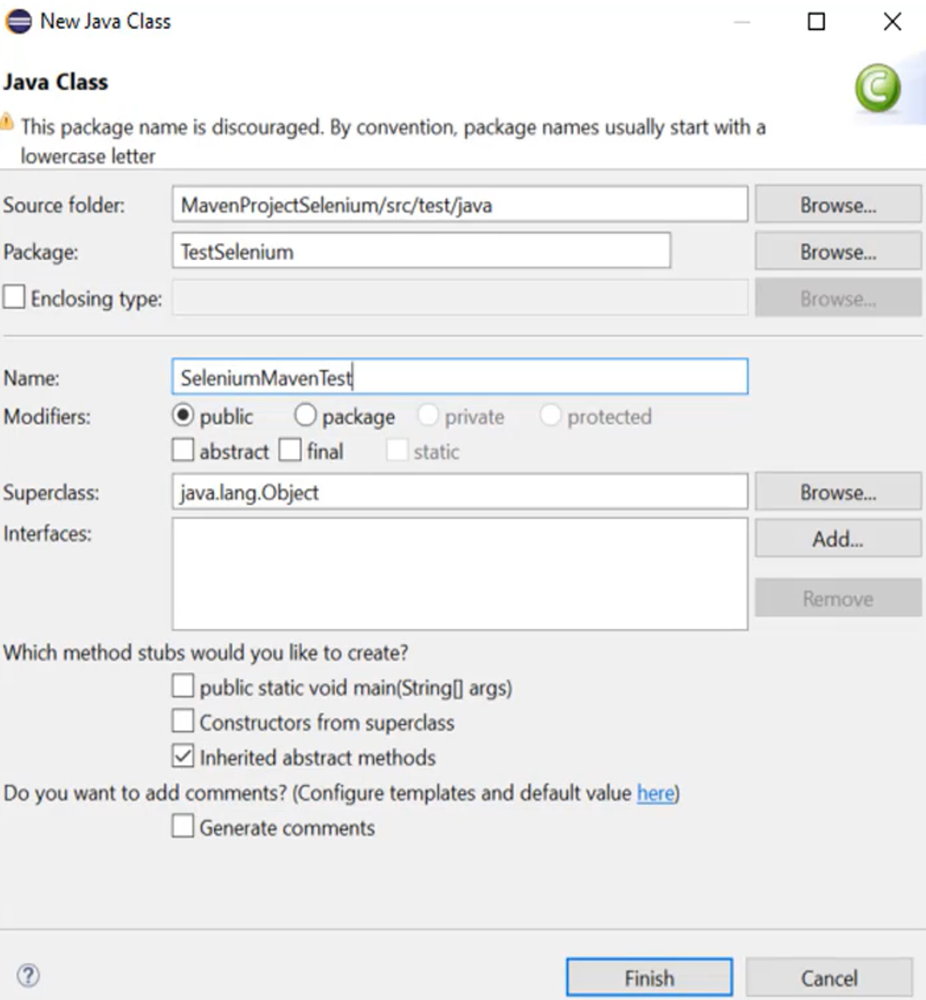 New Java Class
Java Class
This package name is discouraged. By convention, package names usually start with a
lowercase letter
Source folder: MavenProjectSelenium/src/test/java Browse...
Package: TestSelenium Browse...
Enclosing type: Browse...
Name: SeleniumMavenTest
Modifiers: public package private protected
abstract final static
Superclass: java.lang.Object Browse...
Interfaces: Add...
Remove
Which method stubs would you like to create?
public static void main(String[] args)
Constructors from superclass
Inherited abstract methods
Do you want to add comments? (Configure templates and default value here)
Generate comments
? Finish Cancel